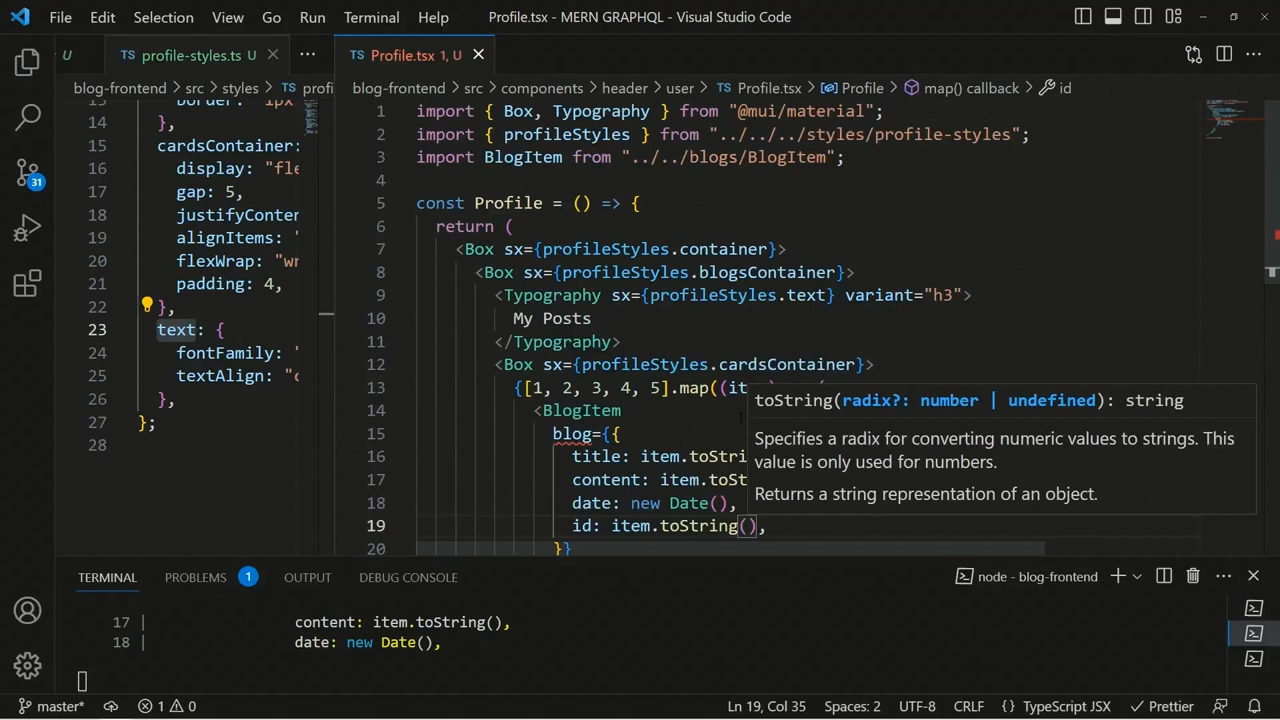 File Edit Selection View Go Run Terminal Help Profile.tsx - MERN GRAPHQL - Visual Studio Code
U TS profile-styles.ts U TS Profile.tsx 1, U
blog-frontend > src > styles > TS profi
14 },
15 cardsContainer:
16 display: "fle
17 gap: 5,
18 justifyConter
19 alignItems: "
20 flexWrap: "wr
21 padding: 4,
22 },
23 text: {
24 fontFamily: "
25 textAlign: "c
26 },
27 };
28
blog-frontend > src > components > header > user > TS Profile.tsx > Profile > map() callback > id
1 import { Box, Typography } from "@mui/material";
2 import { profileStyles } from "../../../styles/profile-styles";
3 import BlogItem from "../../blogs/BlogItem";
4
5 const Profile = () => {
6 return (
7 <Box sx={profileStyles.container}>
8 <Box sx={profileStyles.blogsContainer}>
9 <Typography sx={profileStyles.text} variant="h3">
10 My Posts
11 </Typography>
12 <Box sx={profileStyles.cardsContainer}>
13 {[1, 2, 3, 4, 5].map((ite
14 <BlogItem
15 blog={{
16 title: item.toStri
17 content: item.toSt
18 date: new Date(),
19 id: item.toString(),
20 }}
toString(radix?: number | undefined): string
Specifies a radix for converting numeric values to strings. This
value is only used for numbers.
Returns a string representation of an object.
TERMINAL PROBLEMS 1 OUTPUT DEBUG CONSOLE node - blog-frontend
17 | content: item.toString(),
18 | date: new Date(),
31
master* 1 0 Ln 19, Col 35 Spaces: 2 UTF-8 CRLF {} TypeScript JSX Prettier